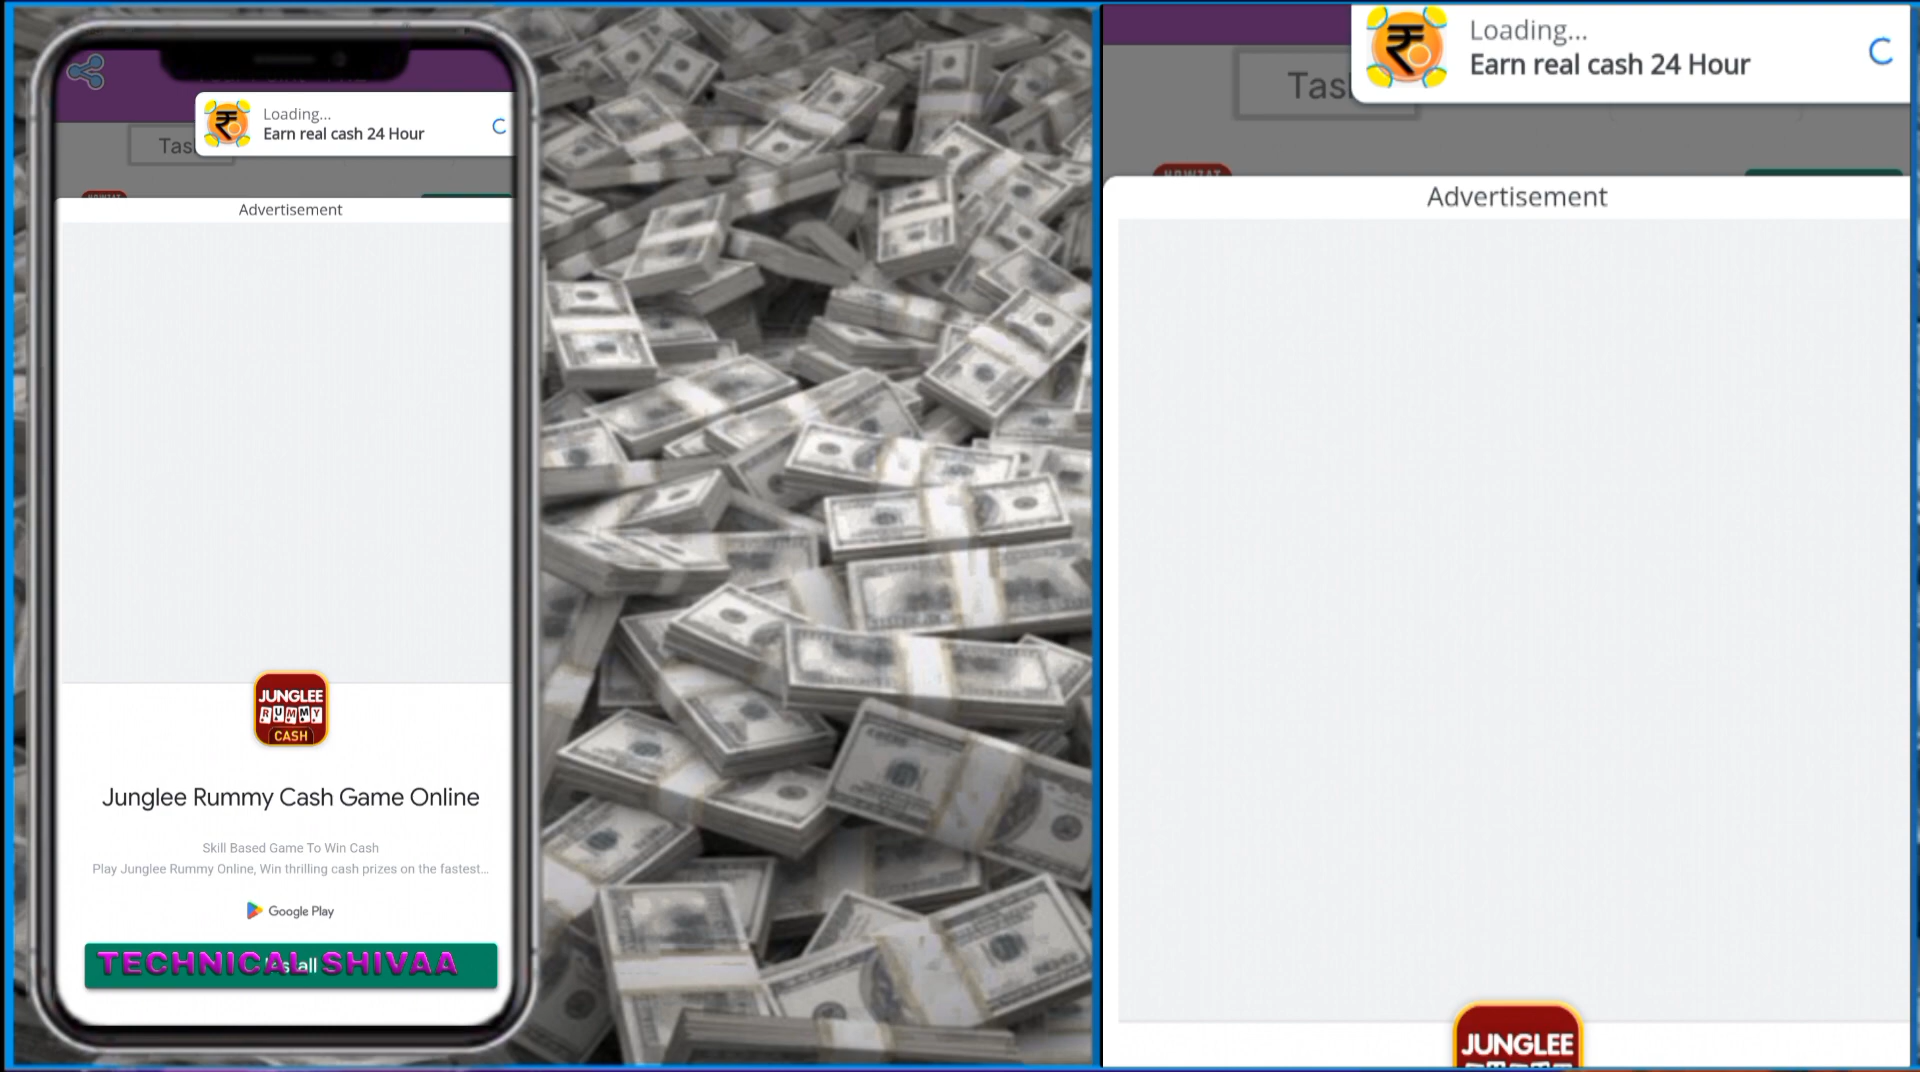 Loading...
Earn real cash 24 Hour
Tas
Advertisement
JUNGLEE
RUMMY
CASH
Junglee Rummy Cash Game Online
Skill Based Game To Win Cash
Play Junglee Rummy Online, Win thrilling cash prizes on the fastest...
Google Play
TECHNICAL SHIVAA
Loading...
Earn real cash 24 Hour
Tas
Advertisement
JUNGLEE